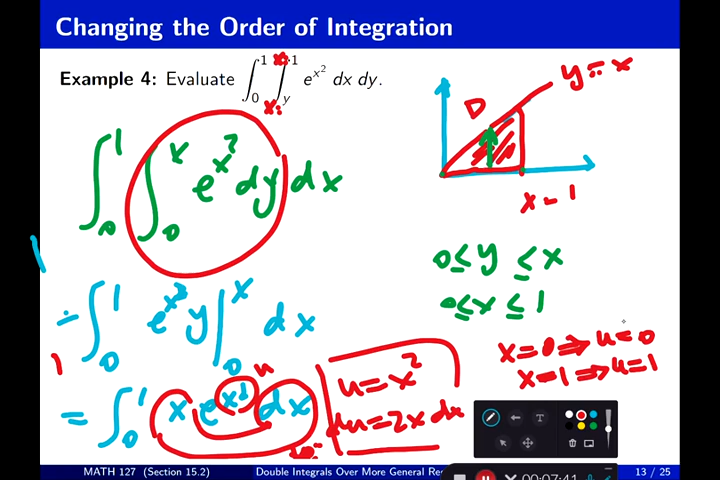 Changing the Order of Integration
Example 4: Evaluate ∫₀¹ ∫_y¹ e^{x²} dx dy.
x=
x=
y = x
D
x = 1
∫₀¹ ∫₀ˣ e^{x²} dy dx
0 ≤ y ≤ x
0 ≤ x ≤ 1
= ∫₀¹ e^{x²} y |₀ˣ dx
x=0 ⇒ u=0
x=1 ⇒ u=1
u
= ∫₀¹ x e^{x²} dx
u = x²
du = 2x dx
T
MATH 127 (Section 15.2)
Double Integrals Over More General Re
13 / 25
00:07:41